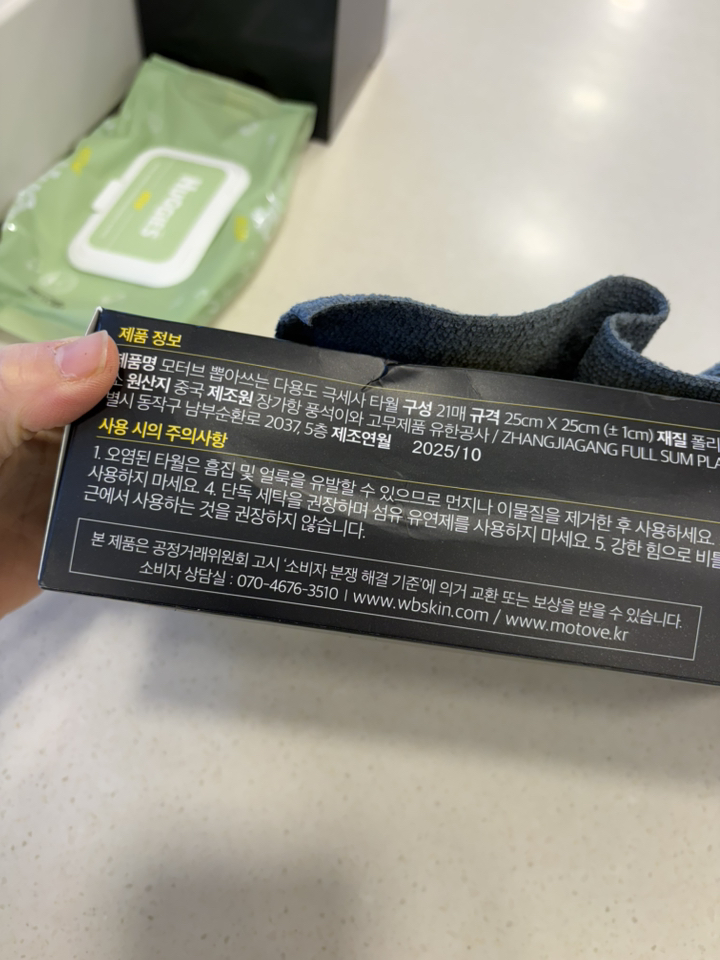 HUGGIES
제품 정보
제품명 모터브 뽑아쓰는 다용도 극세사 타월 구성 21매 규격 25cm X 25cm (± 1cm) 재질 폴리
원산지 중국 제조원 장가항 풍석이와 고무제품 유한공사 / ZHANGJIAGANG FULL SUM PLA
별시 동작구 남부순환로 2037, 5층 제조연월 2025/10
사용 시의 주의사항
1. 오염된 타월은 흠집 및 얼룩을 유발할 수 있으므로 먼지나 이물질을 제거한 후 사용하세요.
사용하지 마세요. 4. 단독 세탁을 권장하며 섬유 유연제를 사용하지 마세요. 5. 강한 힘으로 비틀
근에서 사용하는 것을 권장하지 않습니다.
본 제품은 공정거래위원회 고시 '소비자 분쟁 해결 기준'에 의거 교환 또는 보상을 받을 수 있습니다.
소비자 상담실 : 070-4676-3510 | www.wbskin.com / www.motove.kr